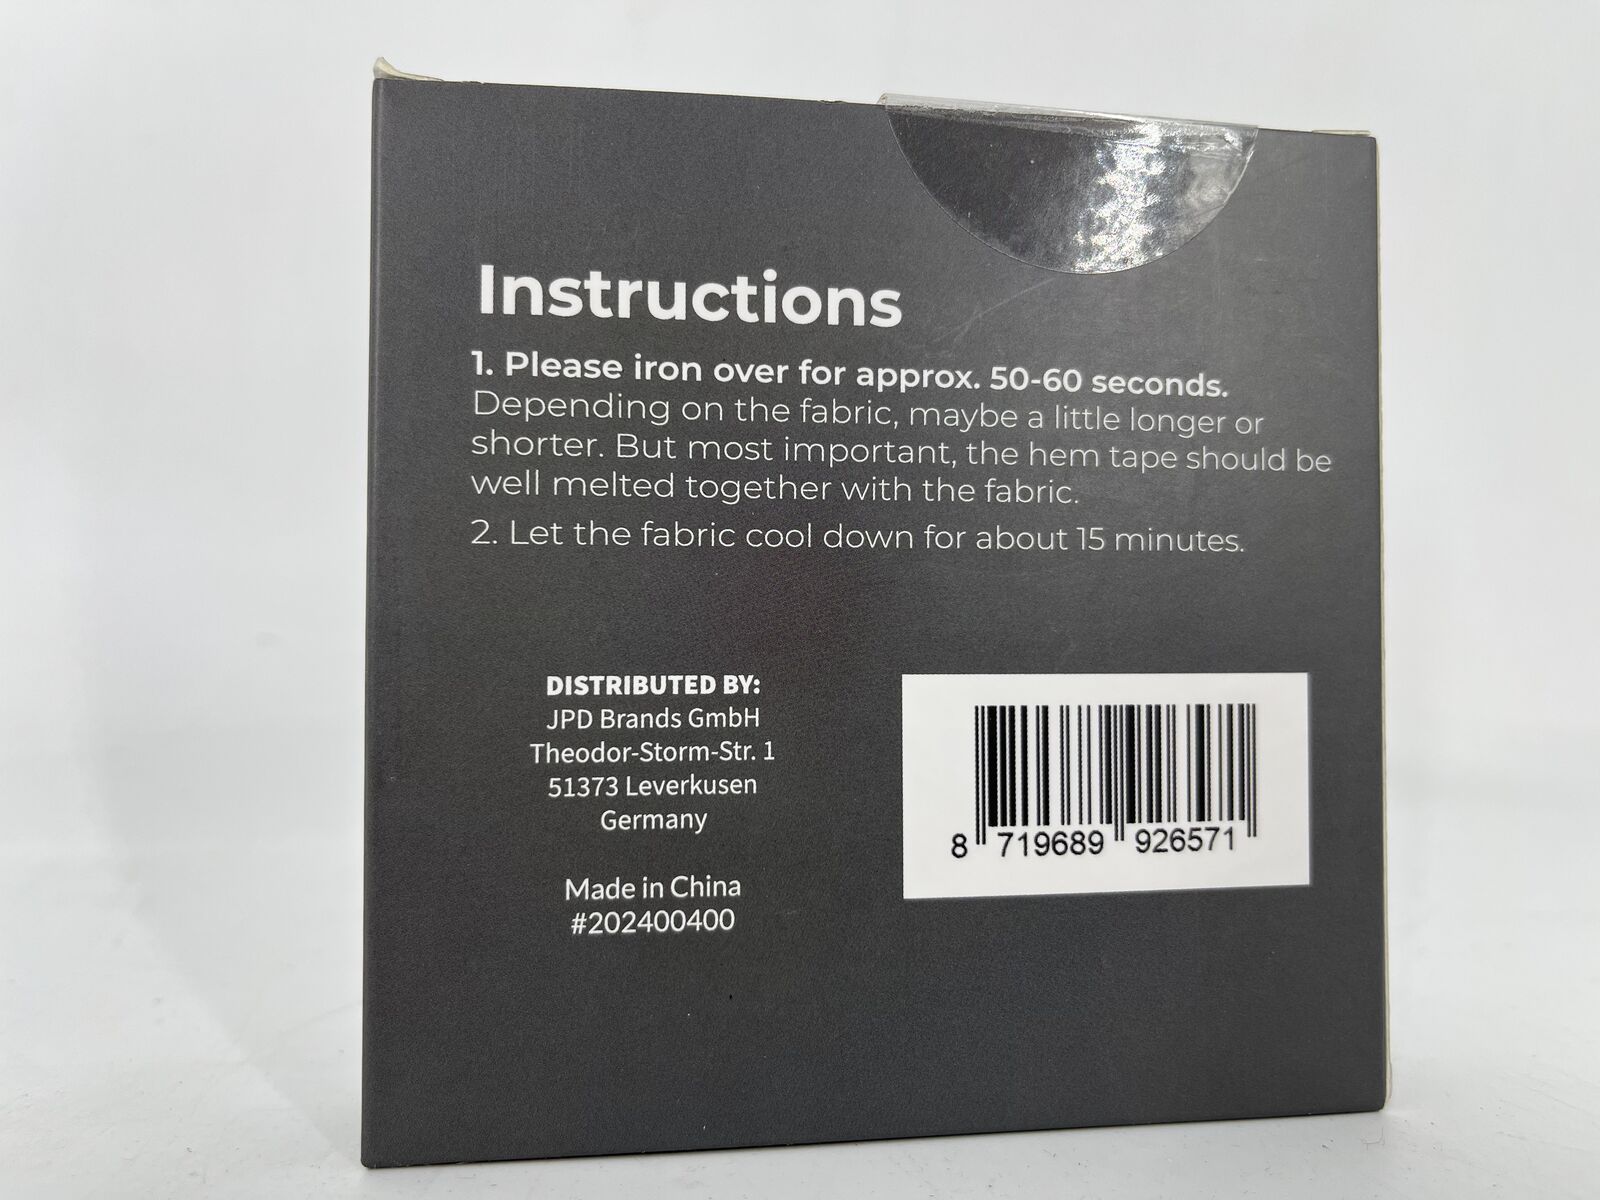 Instructions
1. Please iron over for approx. 50-60 seconds.
Depending on the fabric, maybe a little longer or
shorter. But most important, the hem tape should be
well melted together with the fabric.
2. Let the fabric cool down for about 15 minutes.
DISTRIBUTED BY:
JPD Brands GmbH
Theodor-Storm-Str. 1
51373 Leverkusen
Germany
Made in China
#202400400
8 719689 926571